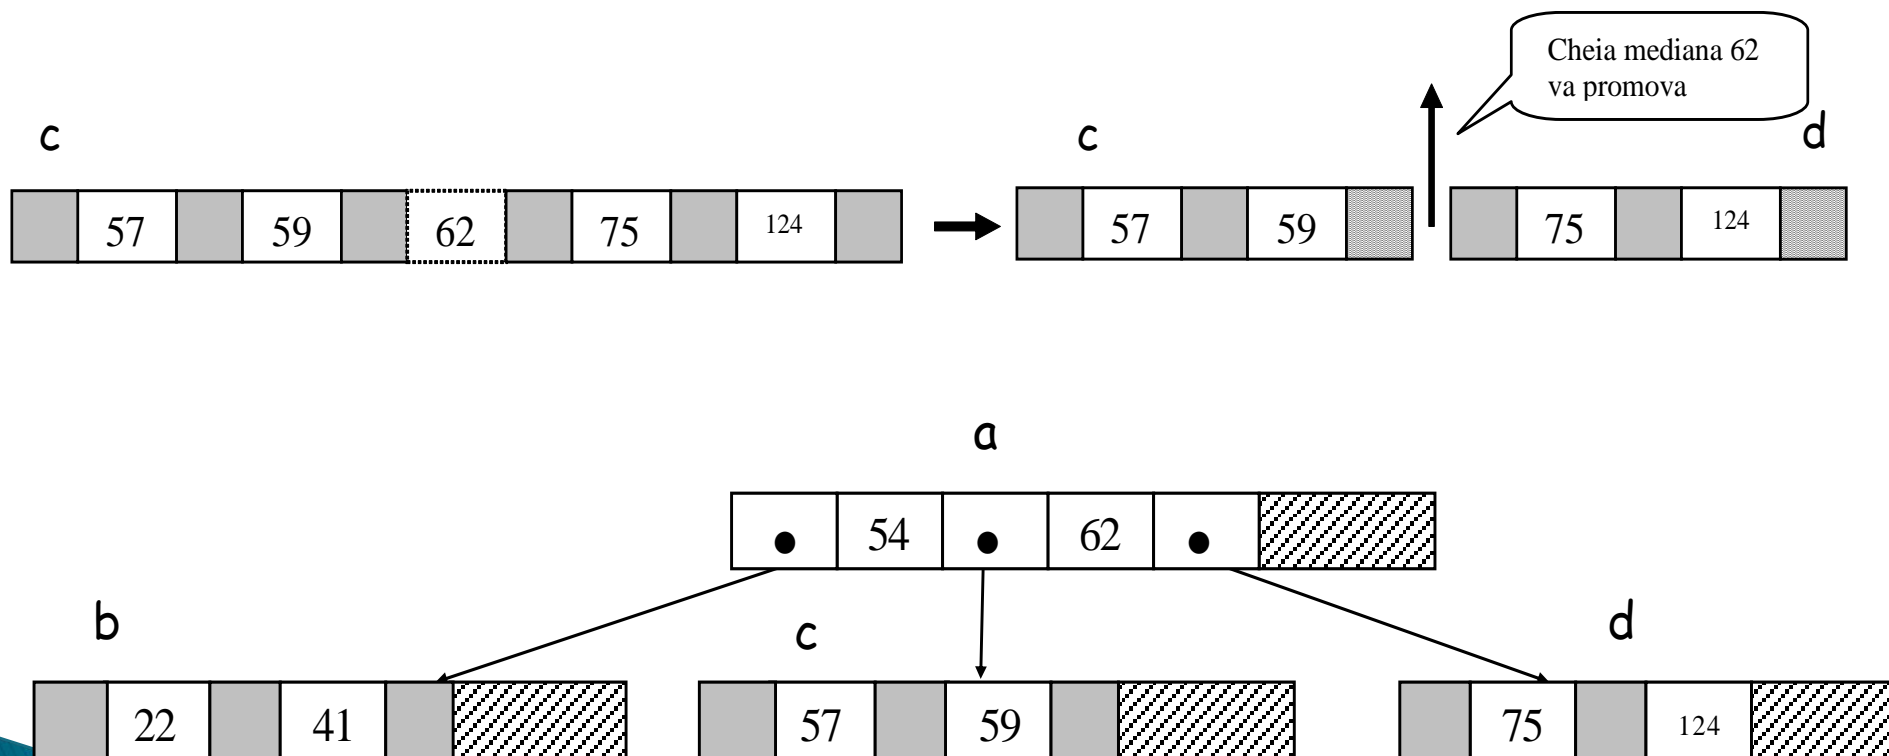 Cheia mediana 62
va promova
c
c
d
57 59 62 75 124
57 59
75 124
a
54 62
b
c
d
22 41
57 59
75 124